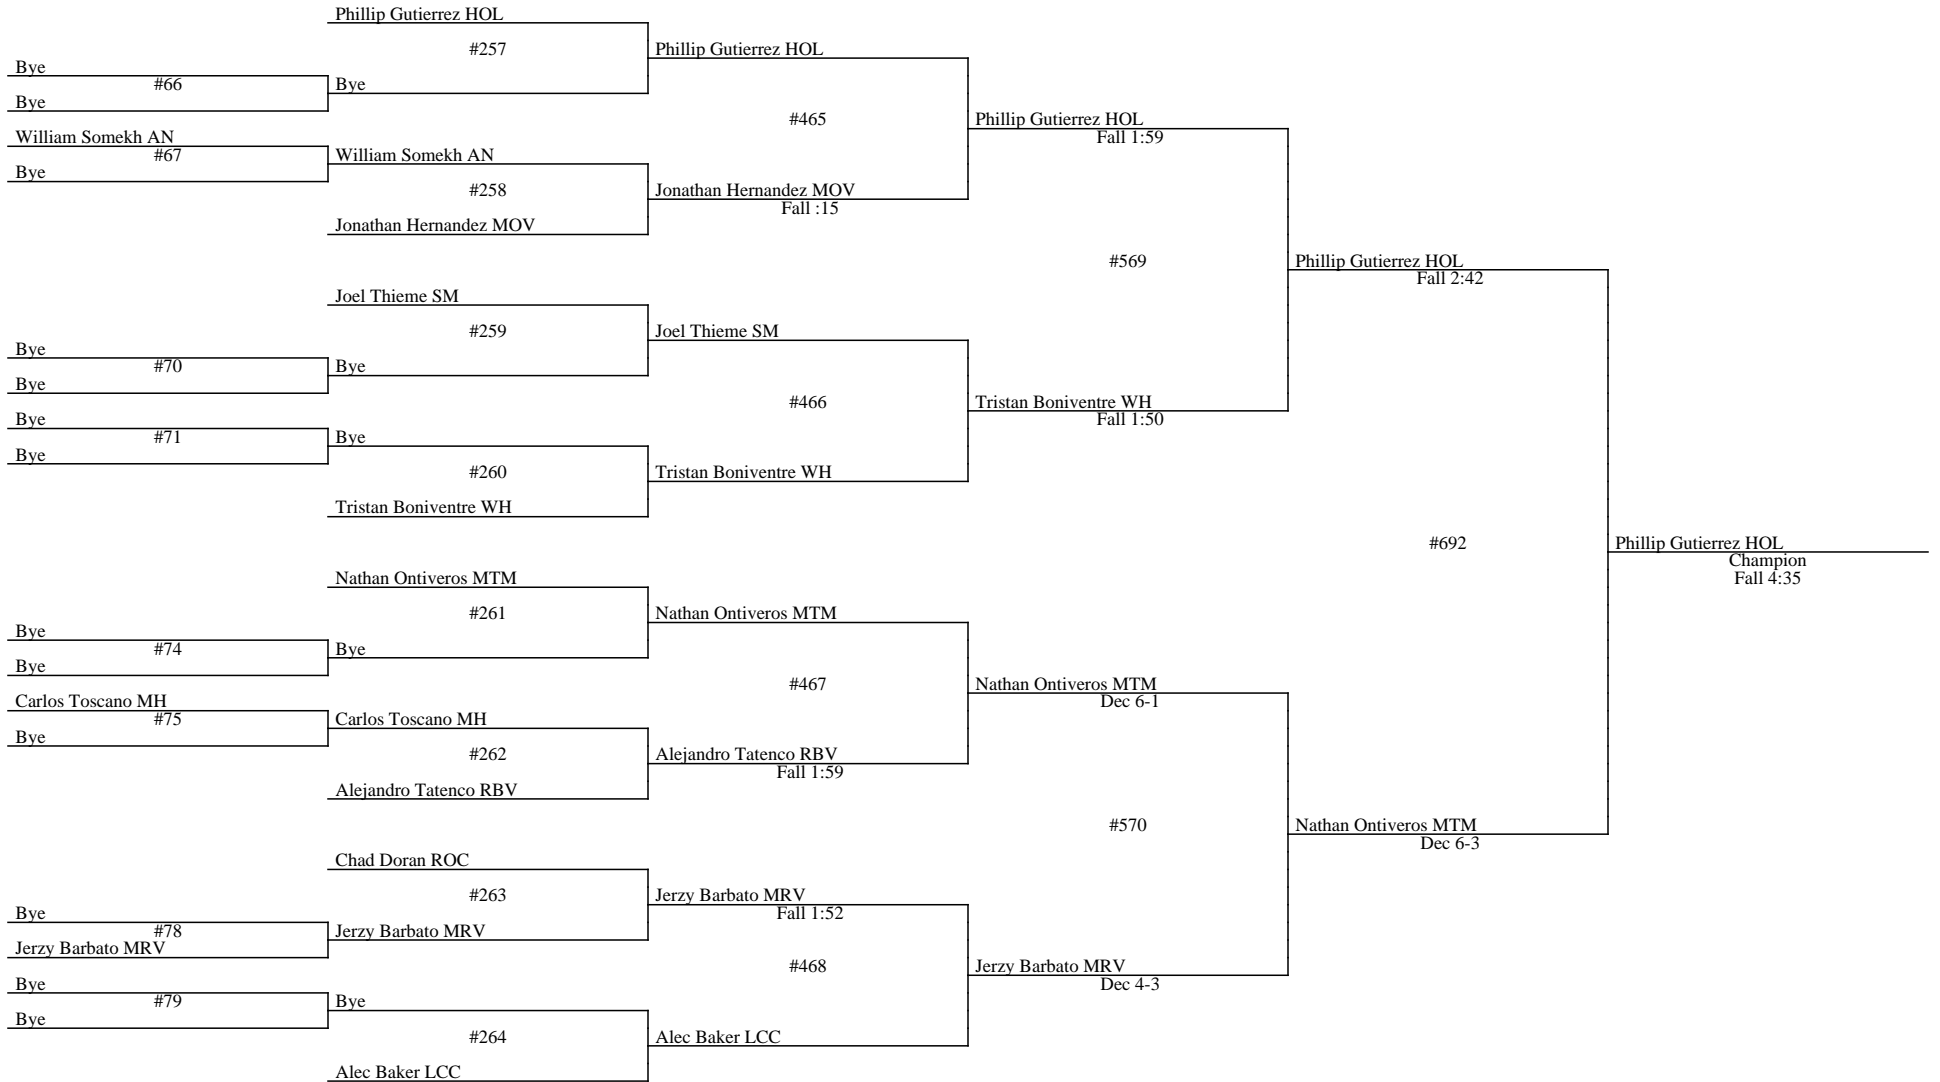 Phillip Gutierrez HOL
#257
Phillip Gutierrez HOL
Bye
#66
Bye
Bye
#465
Phillip Gutierrez HOL
Fall 1:59
William Somekh AN
#67
William Somekh AN
Bye
#258
Jonathan Hernandez MOV
Fall :15
Jonathan Hernandez MOV
#569
Phillip Gutierrez HOL
Fall 2:42
Joel Thieme SM
#259
Joel Thieme SM
Bye
#70
Bye
Bye
#466
Tristan Boniventre WH
Fall 1:50
Bye
#71
Bye
Bye
#260
Tristan Boniventre WH
Tristan Boniventre WH
#692
Phillip Gutierrez HOL
Champion
Fall 4:35
Nathan Ontiveros MTM
#261
Nathan Ontiveros MTM
Bye
#74
Bye
Bye
#467
Nathan Ontiveros MTM
Dec 6-1
Carlos Toscano MH
#75
Carlos Toscano MH
Bye
#262
Alejandro Tatenco RBV
Fall 1:59
Alejandro Tatenco RBV
#570
Nathan Ontiveros MTM
Dec 6-3
Chad Doran ROC
#263
Jerzy Barbato MRV
Fall 1:52
Bye
#78
Jerzy Barbato MRV
Jerzy Barbato MRV
#468
Jerzy Barbato MRV
Dec 4-3
Bye
#79
Bye
Bye
#264
Alec Baker LCC
Alec Baker LCC